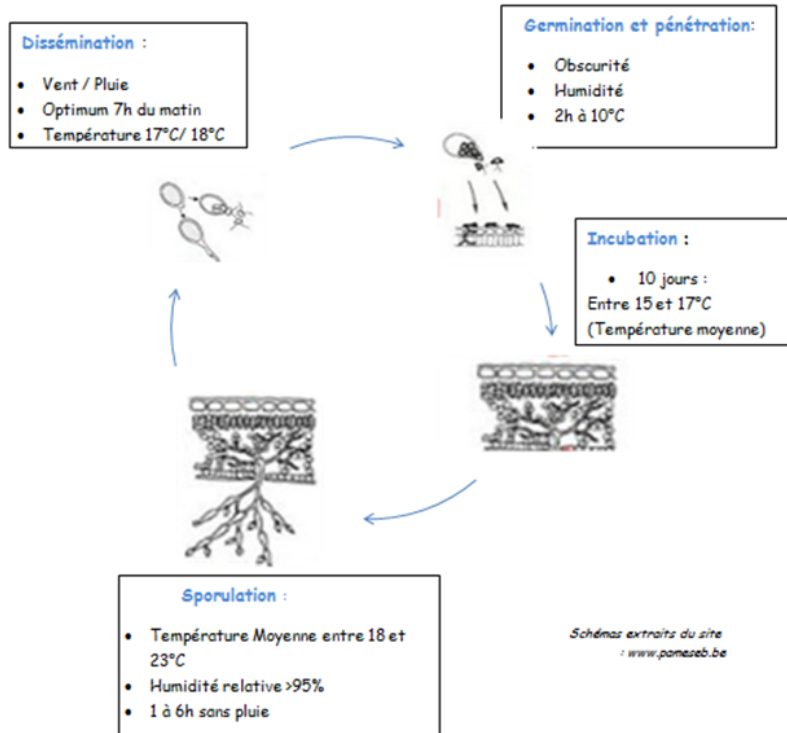 Dissémination :
• Vent / Pluie
• Optimum 7h du matin
• Température 17°C/ 18°C
Germination et pénétration:
• Obscurité
• Humidité
• 2h à 10°C
Incubation :
• 10 jours :
Entre 15 et 17°C
(Température moyenne)
Sporulation :
• Température Moyenne entre 18 et
23°C
• Humidité relative >95%
• 1 à 6h sans pluie
Schémas extraits du site
: www.pameseb.be